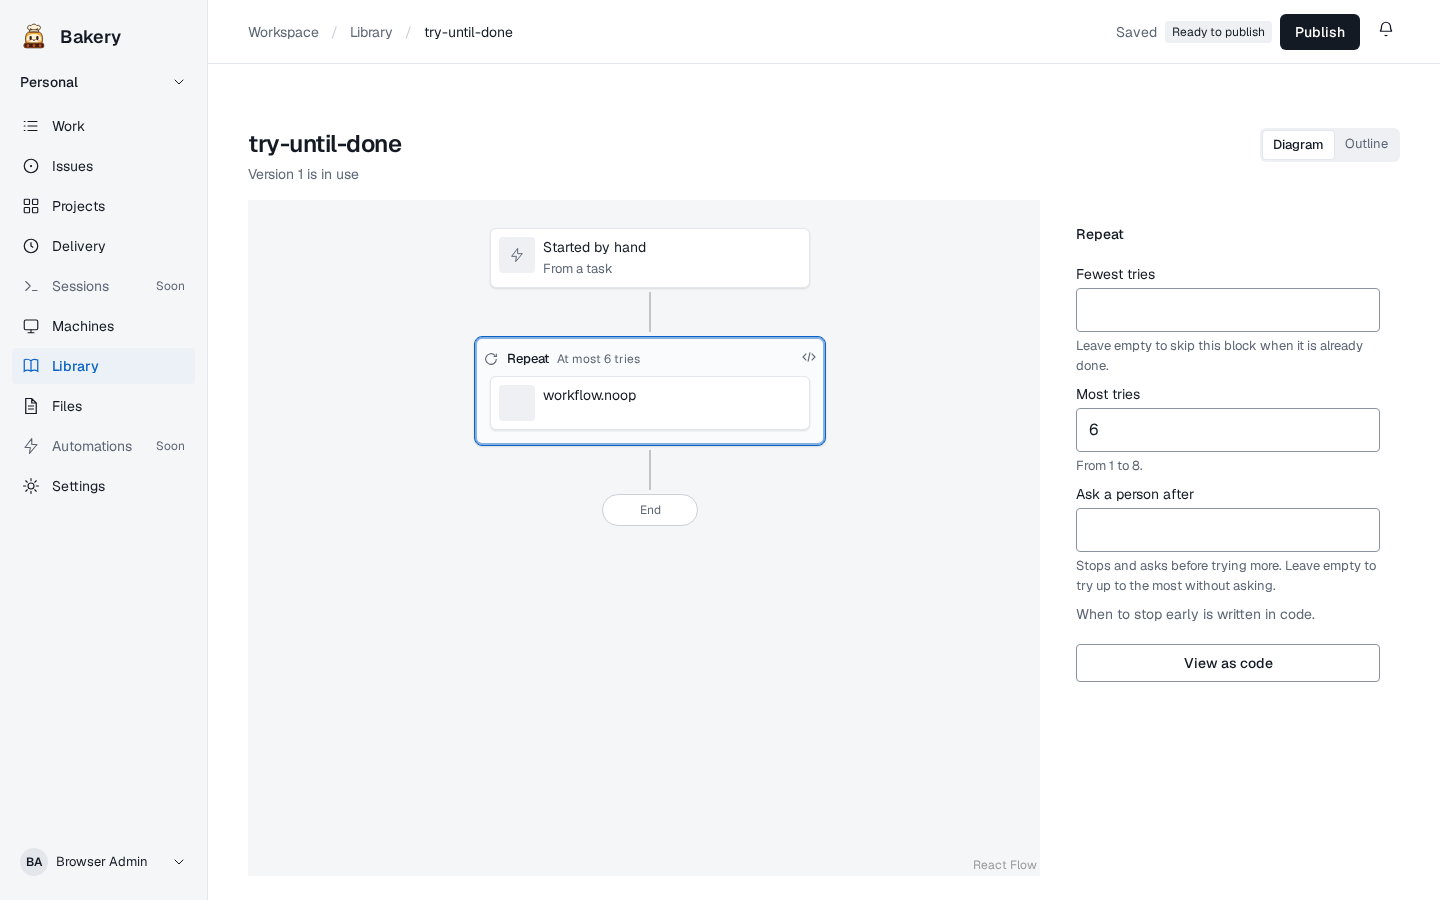 Bakery
Personal
Work
Issues
Projects
Delivery
Sessions Soon
Machines
Library
Files
Automations Soon
Settings
BA Browser Admin
Workspace / Library / try-until-done
Saved Ready to publish Publish
try-until-done
Version 1 is in use
Diagram Outline
Started by hand
From a task
Repeat At most 6 tries
workflow.noop
End
React Flow
Repeat
Fewest tries
Leave empty to skip this block when it is already
done.
Most tries
6
From 1 to 8.
Ask a person after
Stops and asks before trying more. Leave empty to
try up to the most without asking.
When to stop early is written in code.
View as code